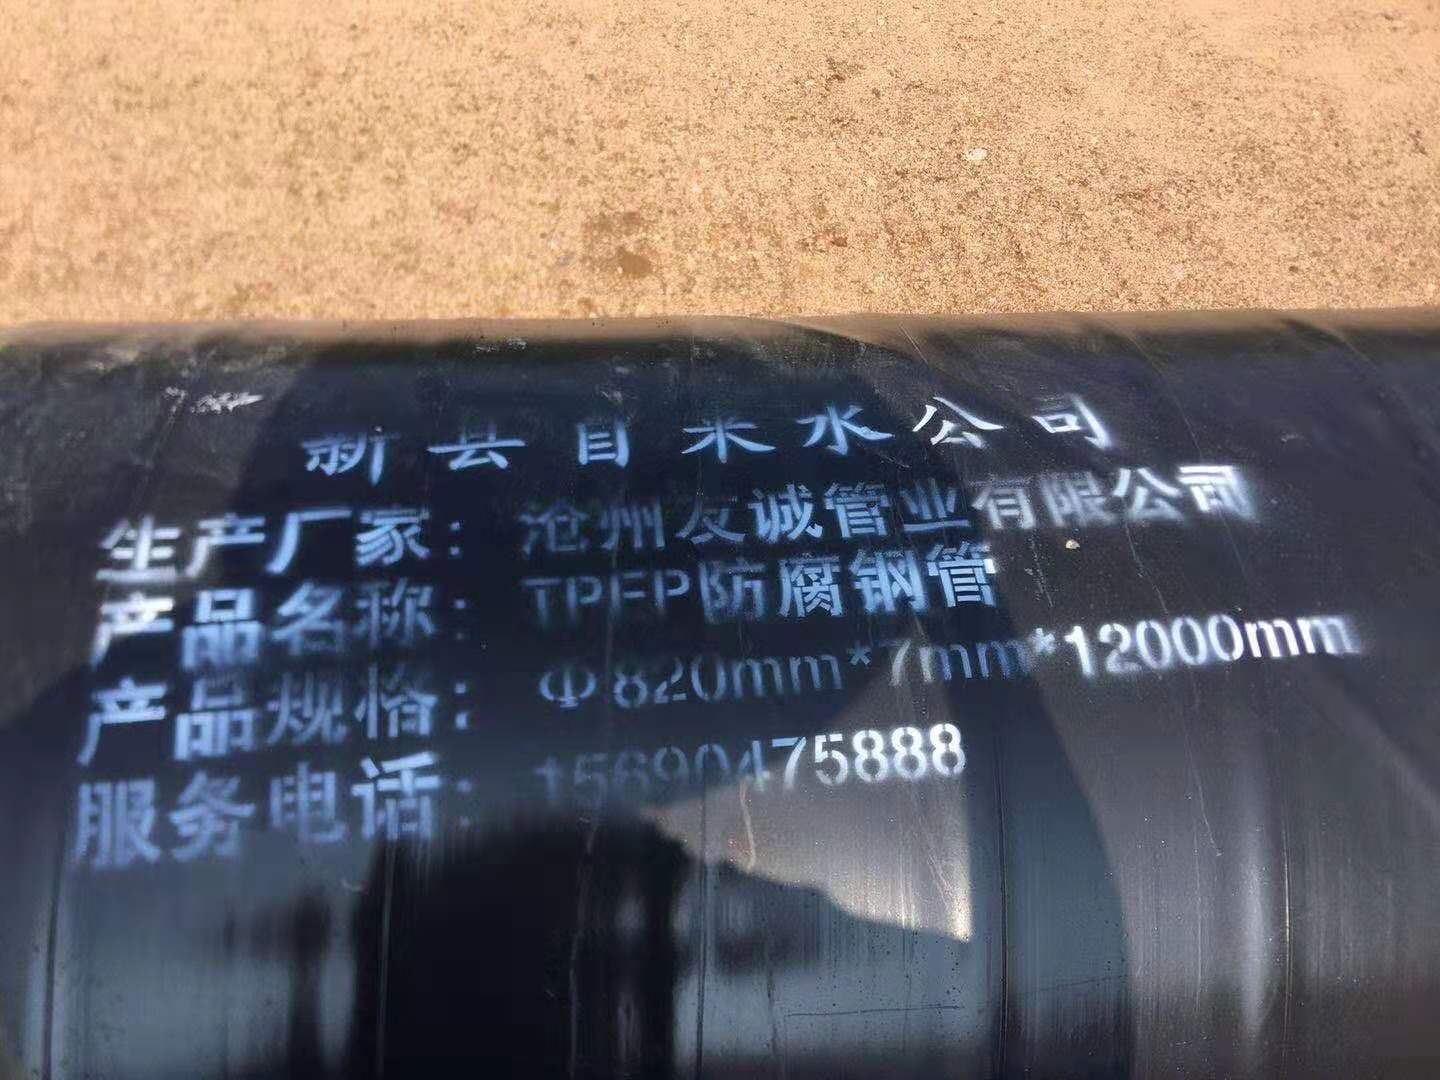 新县自来水公司
生产厂家：沧州友诚管业有限公司
产品名称：TPEP防腐钢管
产品规格：Φ820mm*7mm*12000mm
服务电话：15690475888